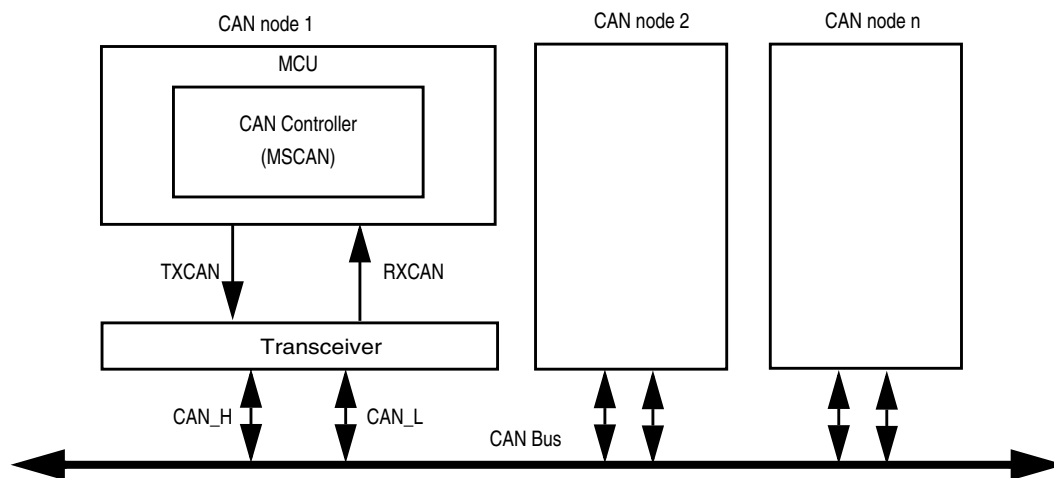 CAN node 1
CAN node 2
CAN node n
MCU
CAN Controller
(MSCAN)
TXCAN
RXCAN
Transceiver
CAN_H
CAN_L
CAN Bus